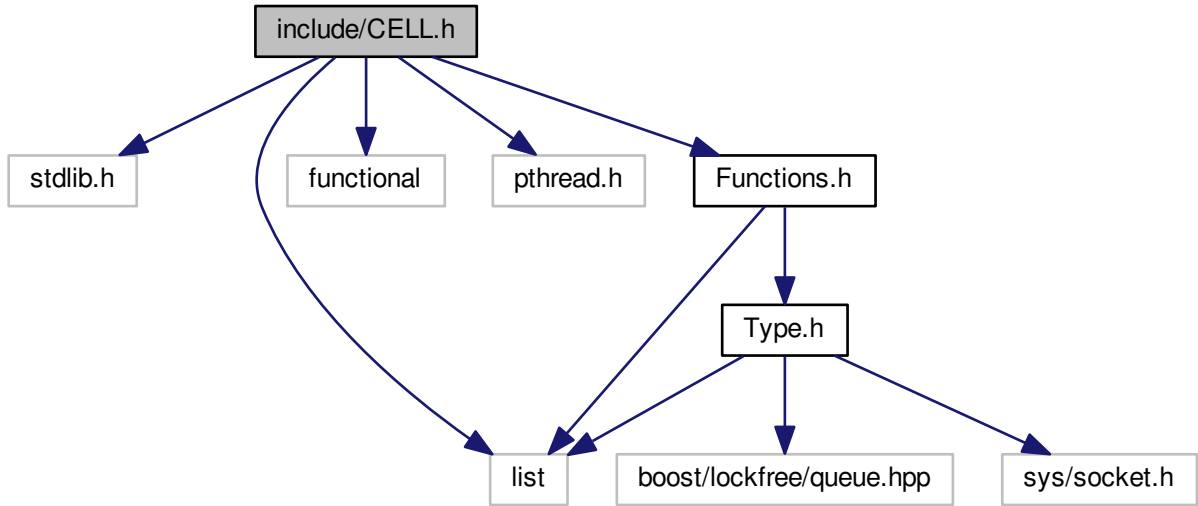 include/CELL.h
stdlib.h
functional
pthread.h
Functions.h
Type.h
list
boost/lockfree/queue.hpp
sys/socket.h